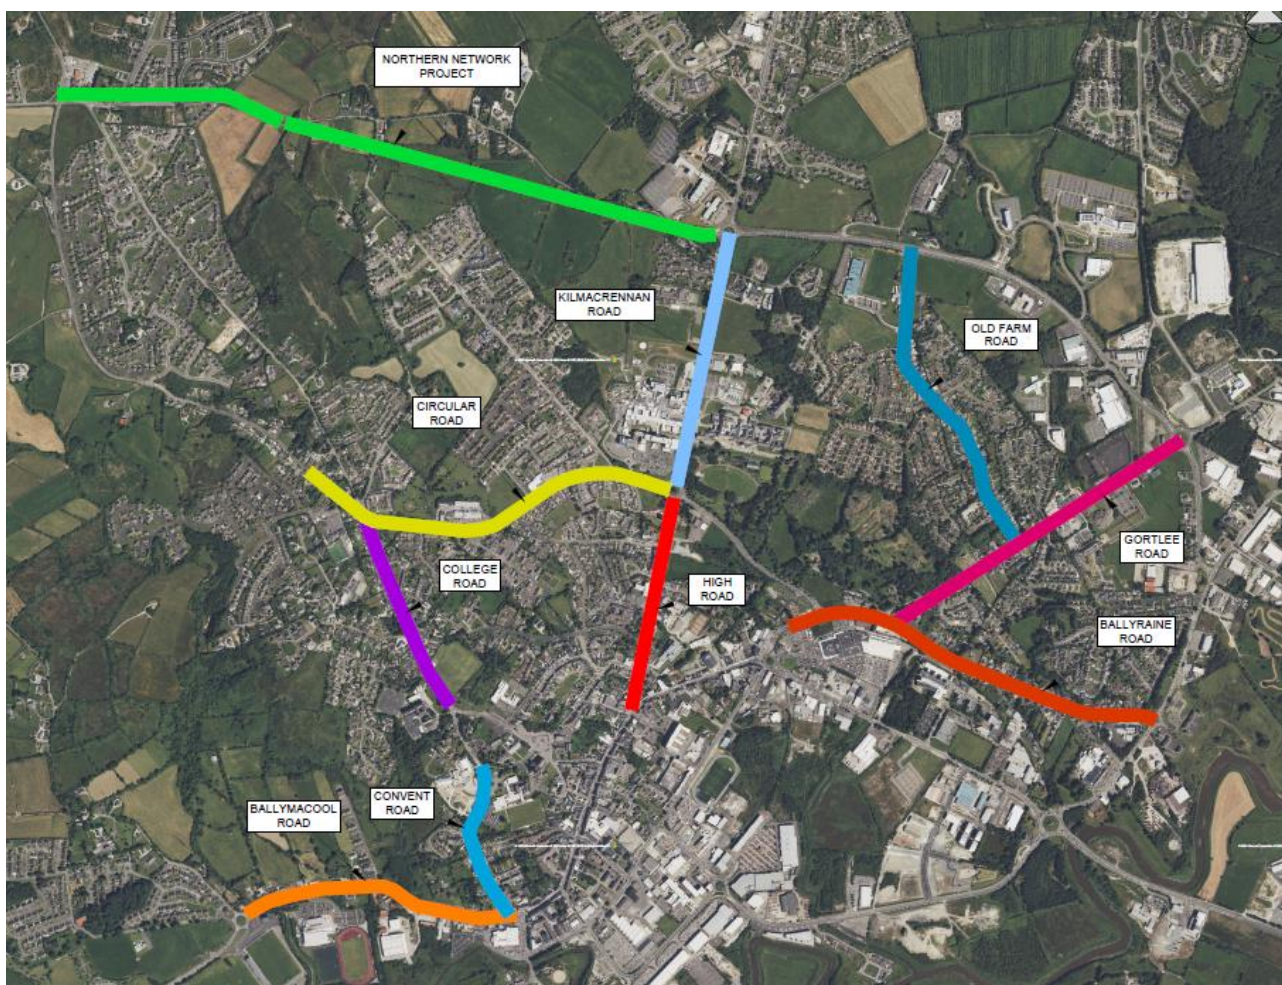 NORTHERN NETWORK
PROJECT
KILMACRENNAN
ROAD
OLD FARM
ROAD
CIRCULAR
ROAD
GORTLEE
ROAD
COLLEGE
ROAD
HIGH
ROAD
BALLYRAINE
ROAD
CONVENT
ROAD
BALLYMACOOL
ROAD